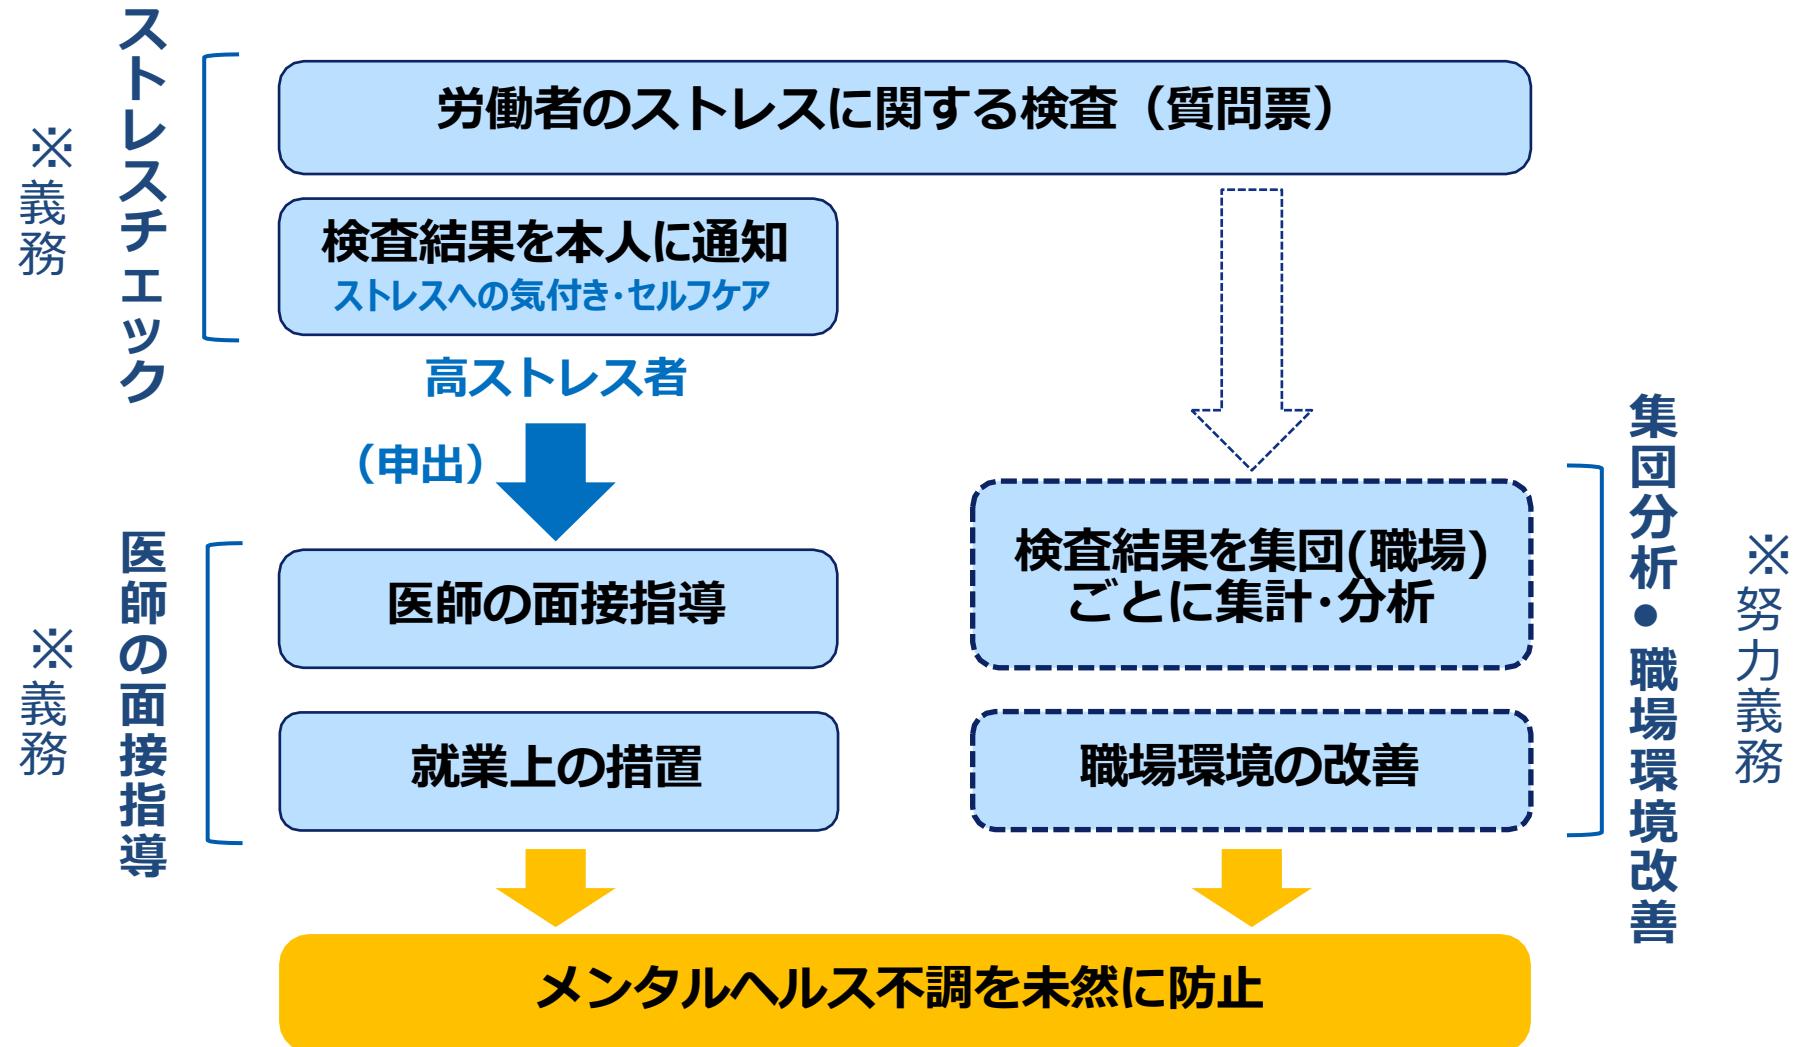 ストレスチェック
※義務
労働者のストレスに関する検査（質問票）
検査結果を本人に通知
ストレスへの気付き･セルフケア
高ストレス者
（申出）
医師の面接指導
※義務
医師の面接指導
就業上の措置
検査結果を集団(職場)
ごとに集計･分析
職場環境の改善
集団分析●職場環境改善
※努力義務
メンタルヘルス不調を未然に防止